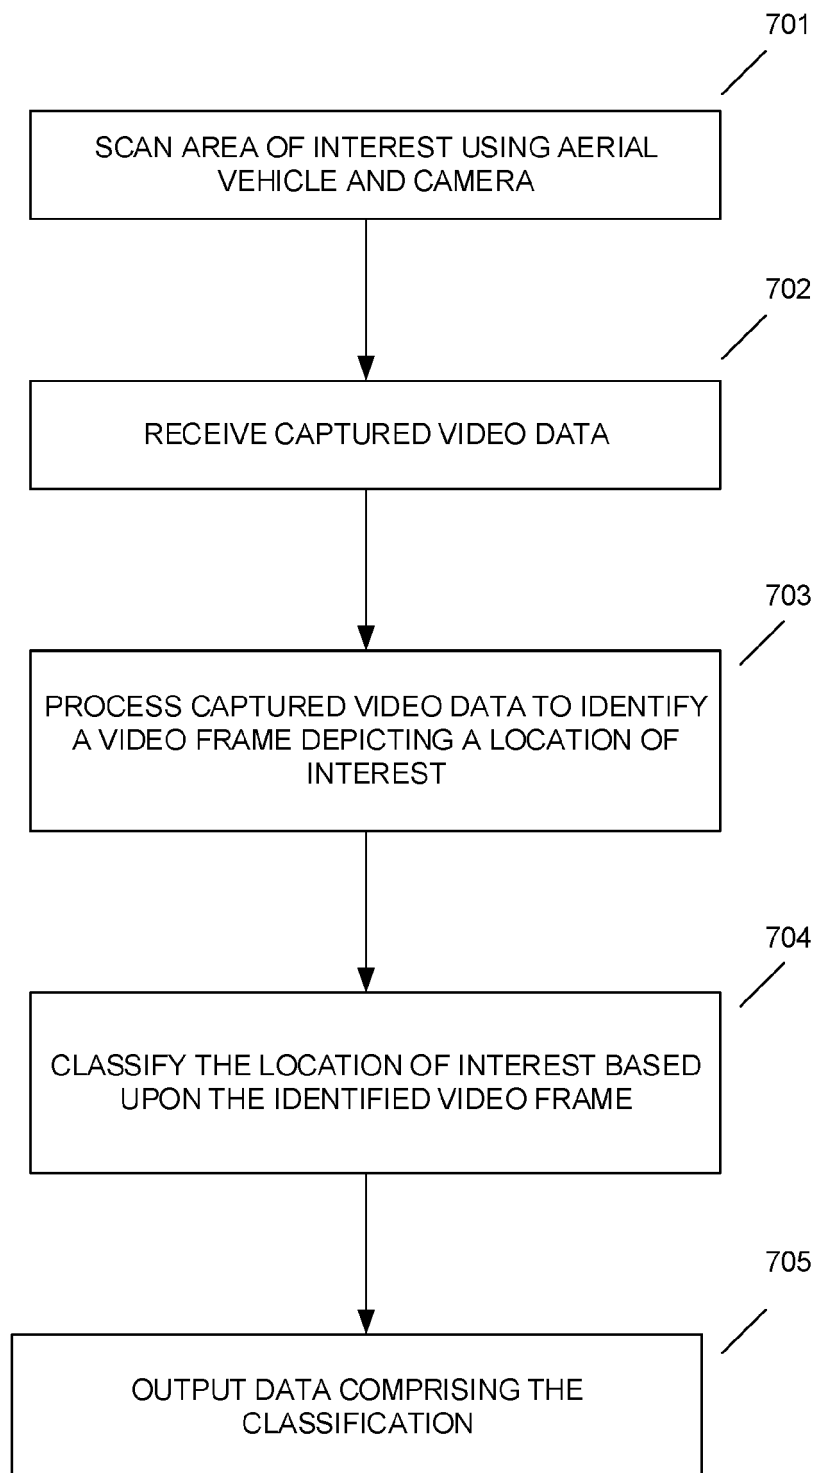 701
SCAN AREA OF INTEREST USING AERIAL
VEHICLE AND CAMERA
702
RECEIVE CAPTURED VIDEO DATA
703
PROCESS CAPTURED VIDEO DATA TO IDENTIFY
A VIDEO FRAME DEPICTING A LOCATION OF
INTEREST
704
CLASSIFY THE LOCATION OF INTEREST BASED
UPON THE IDENTIFIED VIDEO FRAME
705
OUTPUT DATA COMPRISING THE
CLASSIFICATION